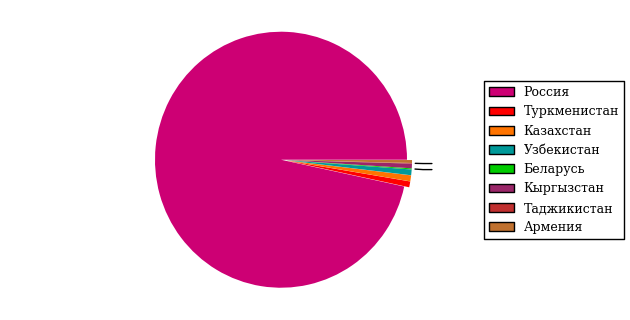 Россия
Туркменистан
Казахстан
Узбекистан
Беларусь
Кыргызстан
Таджикистан
Армения